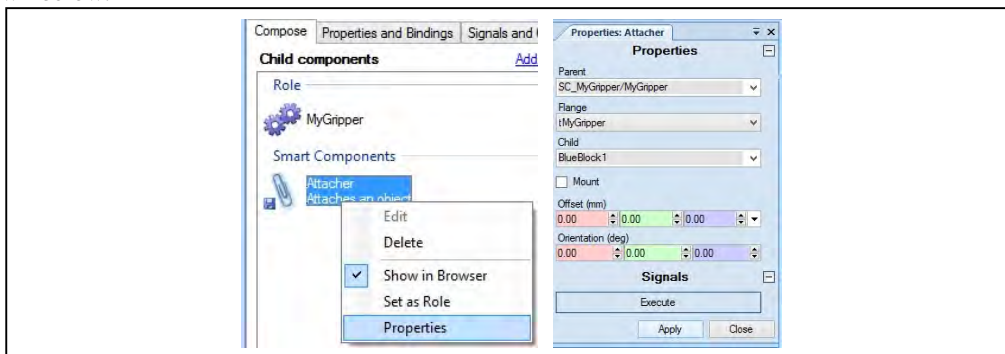 Compose
Properties and Bindings
Signals and
Child components
Add
Role
MyGripper
Smart Components
Attacher
Attaches an object
Edit
Delete
Show in Browser
Set as Role
Properties
Properties: Attacher
Properties
Parent
SC_MyGripper/MyGripper
Flange
tMyGripper
Child
BlueBlock1
Mount
Offset (mm)
0.00 0.00 0.00
Orientation (deg)
0.00 0.00 0.00
Signals
Execute
Apply Close